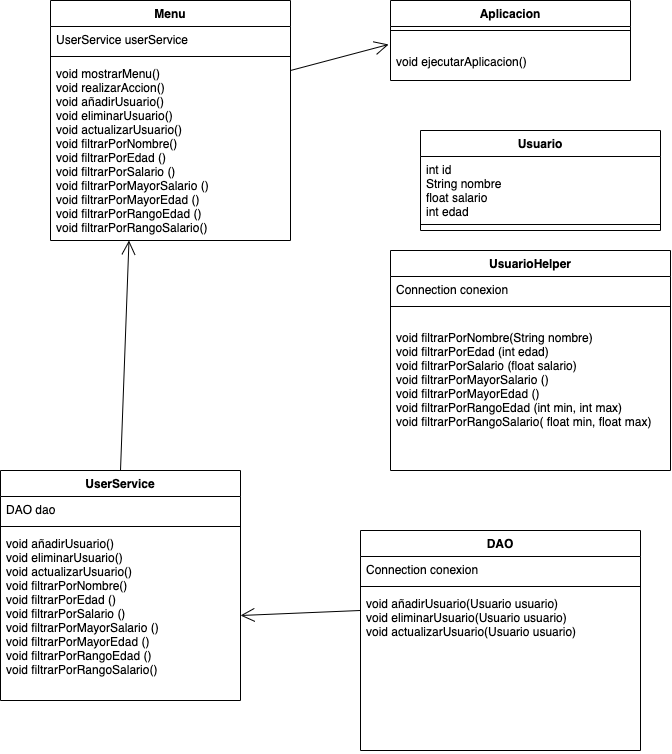 Menu
UserService userService
void mostrarMenu()
void realizarAccion()
void añadirUsuario()
void eliminarUsuario()
void actualizarUsuario()
void filtrarPorNombre()
void filtrarPorEdad ()
void filtrarPorSalario ()
void filtrarPorMayorSalario ()
void filtrarPorMayorEdad ()
void filtrarPorRangoEdad ()
void filtrarPorRangoSalario()
Aplicacion
void ejecutarAplicacion()
Usuario
int id
String nombre
float salario
int edad
UsuarioHelper
Connection conexion
void filtrarPorNombre(String nombre)
void filtrarPorEdad (int edad)
void filtrarPorSalario (float salario)
void filtrarPorMayorSalario ()
void filtrarPorMayorEdad ()
void filtrarPorRangoEdad (int min, int max)
void filtrarPorRangoSalario( float min, float max)
UserService
DAO dao
void añadirUsuario()
void eliminarUsuario()
void actualizarUsuario()
void filtrarPorNombre()
void filtrarPorEdad ()
void filtrarPorSalario ()
void filtrarPorMayorSalario ()
void filtrarPorMayorEdad ()
void filtrarPorRangoEdad ()
void filtrarPorRangoSalario()
DAO
Connection conexion
void añadirUsuario(Usuario usuario)
void eliminarUsuario(Usuario usuario)
void actualizarUsuario(Usuario usuario)